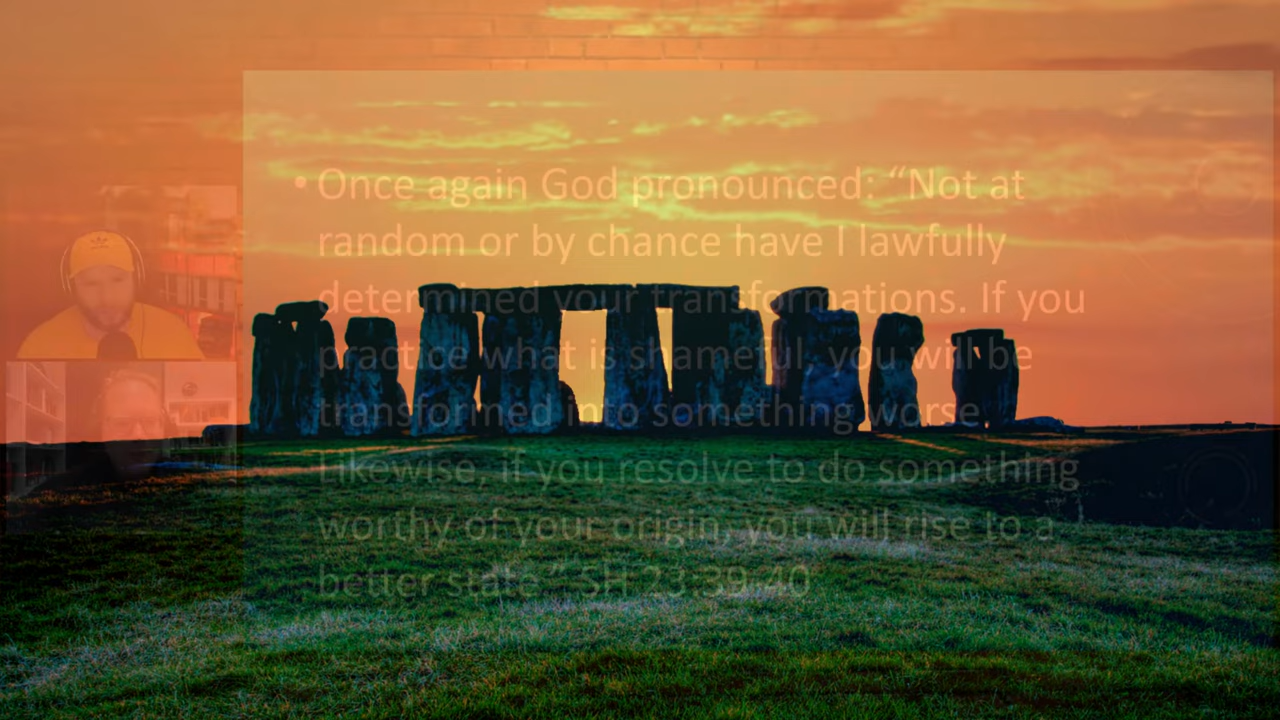 • Once again God pronounced: “Not at
random or by chance have I lawfully
determined your transformations. If you
practice what is shameful, you will be
transformed into something worse.
Likewise, if you resolve to do something
worthy of your origin, you will rise to a
better state.” SH 23.39-40